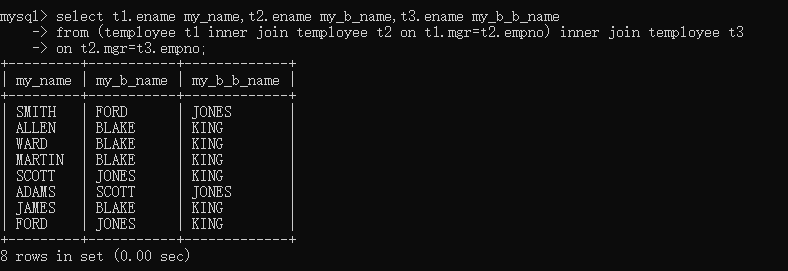 mysql> select t1.ename my_name,t2.ename my_b_name,t3.ename my_b_b_name
    -> from (temployee t1 inner join temployee t2 on t1.mgr=t2.empno) inner join temployee t3
    -> on t2.mgr=t3.empno;
+---------+-----------+-------------+
| my_name | my_b_name | my_b_b_name |
+---------+-----------+-------------+
| SMITH   | FORD      | JONES       |
| ALLEN   | BLAKE     | KING        |
| WARD    | BLAKE     | KING        |
| MARTIN  | BLAKE     | KING        |
| SCOTT   | JONES     | KING        |
| ADAMS   | SCOTT     | JONES       |
| JAMES   | BLAKE     | KING        |
| FORD    | JONES     | KING        |
+---------+-----------+-------------+
8 rows in set (0.00 sec)